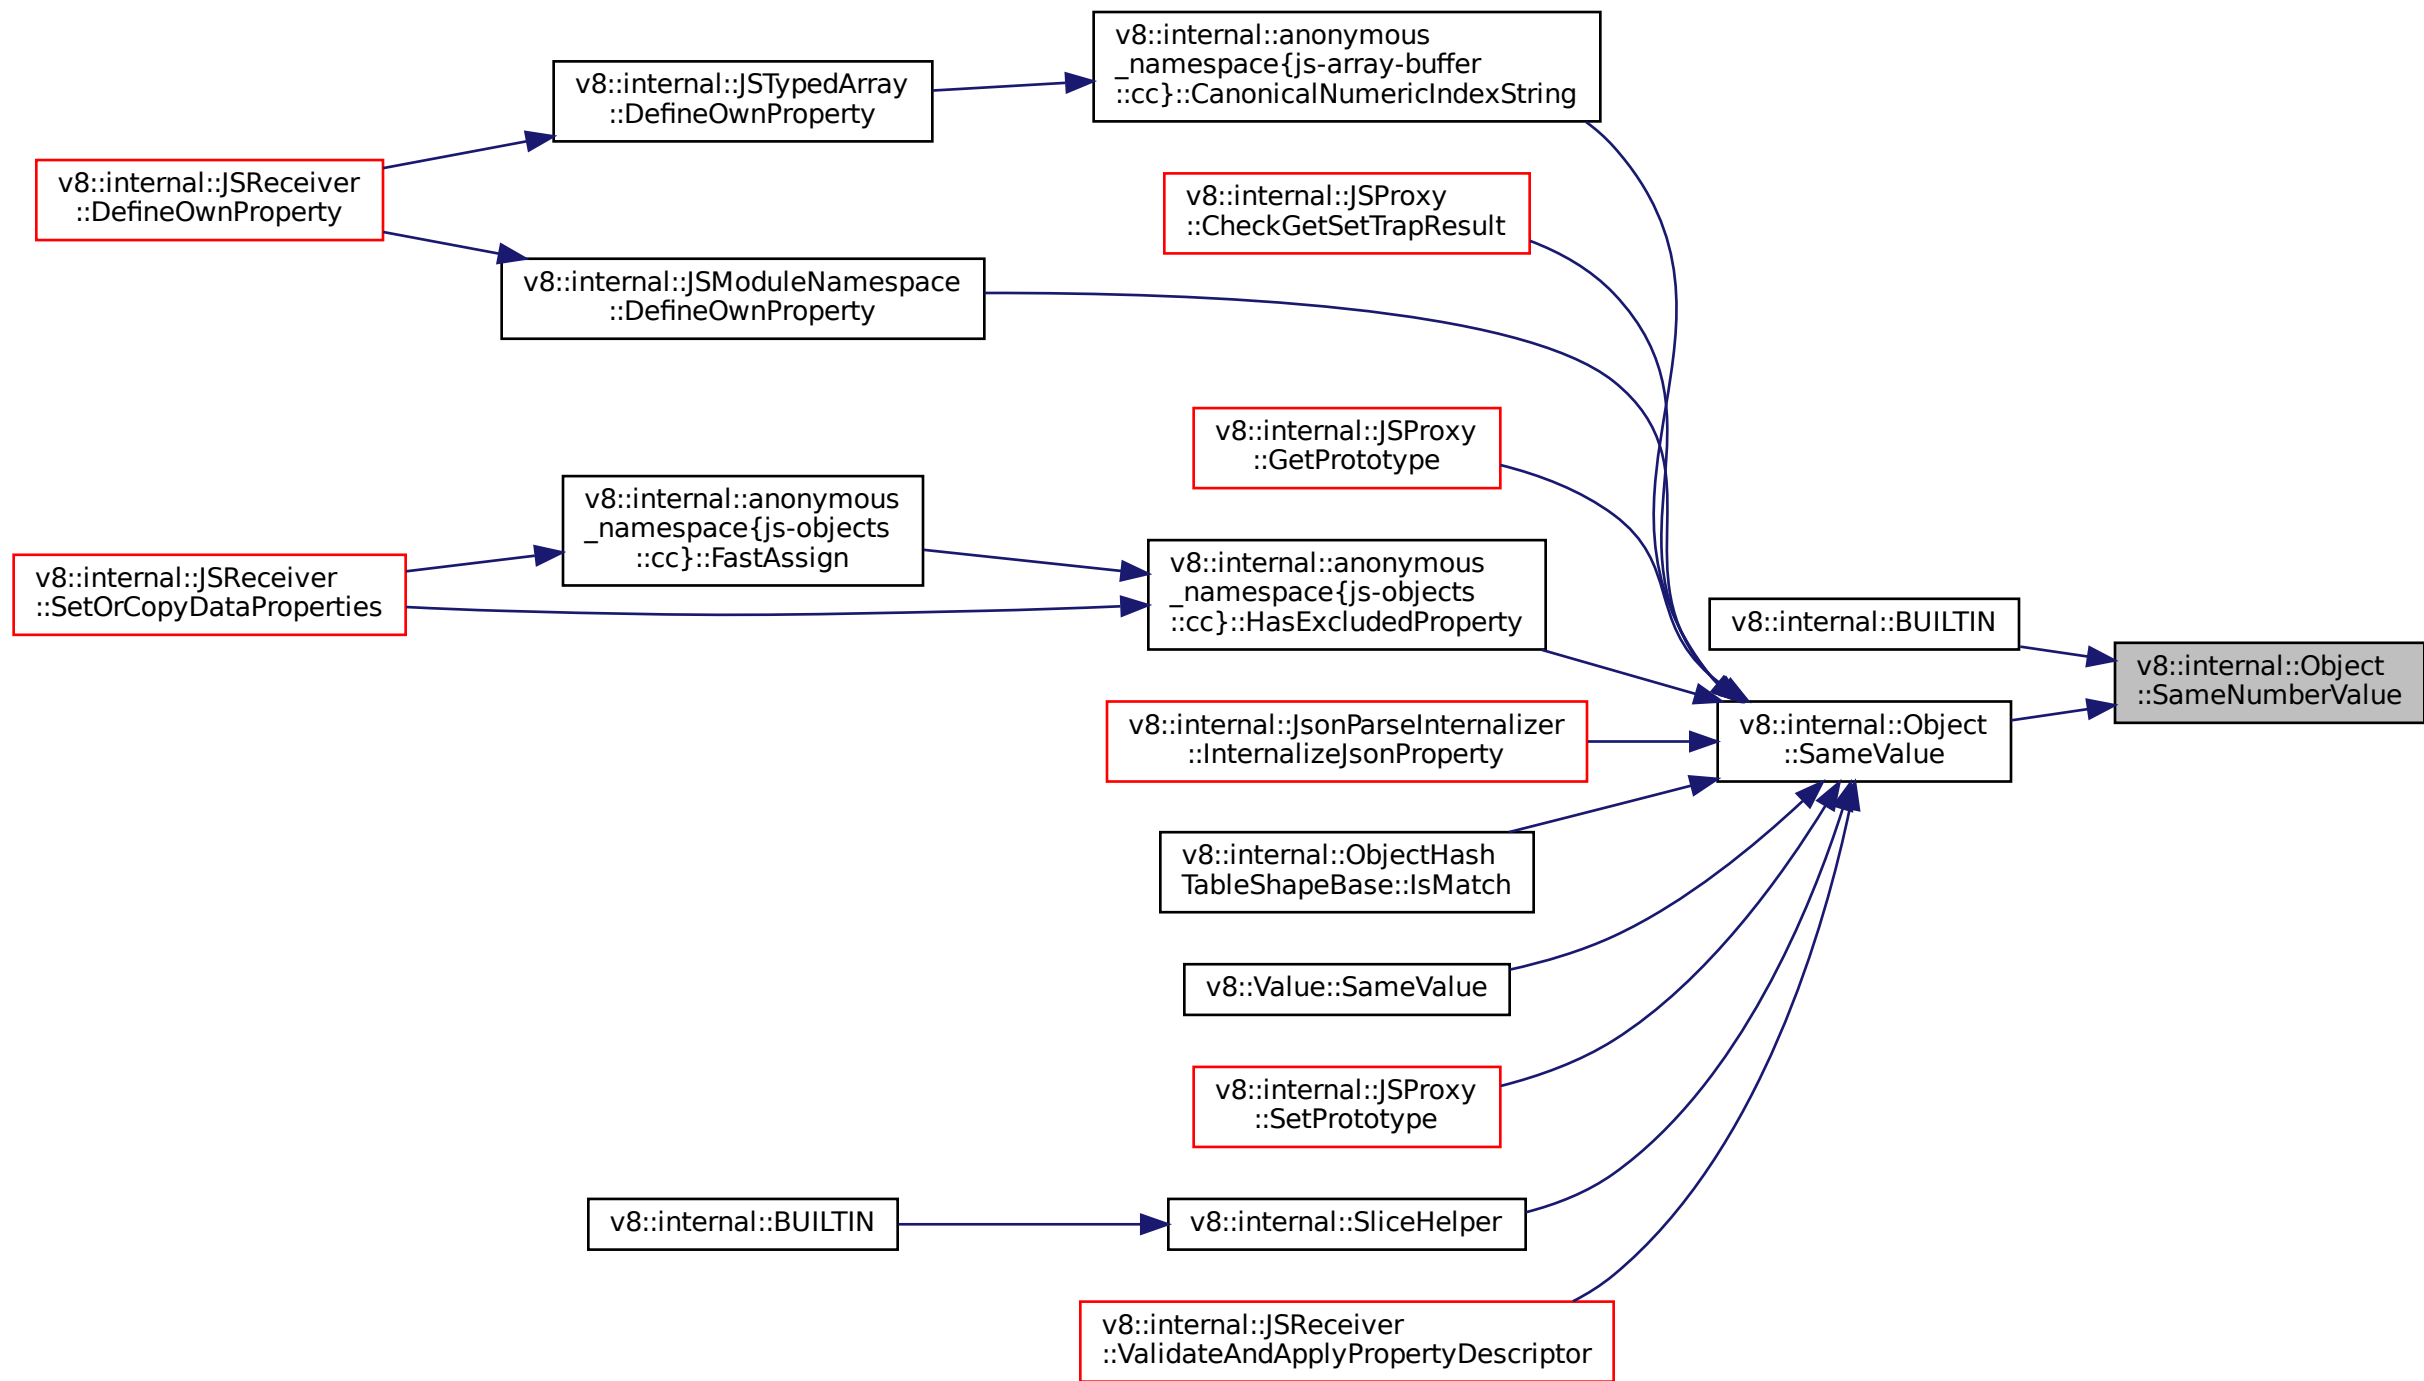 v8::internal::anonymous
_namespace{js-array-buffer
::cc}::CanonicalNumericIndexString
v8::internal::JSTypedArray
::DefineOwnProperty
v8::internal::JSReceiver
::DefineOwnProperty
v8::internal::JSProxy
::CheckGetSetTrapResult
v8::internal::JSModuleNamespace
::DefineOwnProperty
v8::internal::JSProxy
::GetPrototype
v8::internal::anonymous
_namespace{js-objects
::cc}::FastAssign
v8::internal::JSReceiver
::SetOrCopyDataProperties
v8::internal::anonymous
_namespace{js-objects
::cc}::HasExcludedProperty
v8::internal::BUILTIN
v8::internal::Object
::SameNumberValue
v8::internal::Object
::SameValue
v8::internal::JsonParseInternalizer
::InternalizeJsonProperty
v8::internal::ObjectHash
TableShapeBase::IsMatch
v8::Value::SameValue
v8::internal::JSProxy
::SetPrototype
v8::internal::BUILTIN
v8::internal::SliceHelper
v8::internal::JSReceiver
::ValidateAndApplyPropertyDescriptor